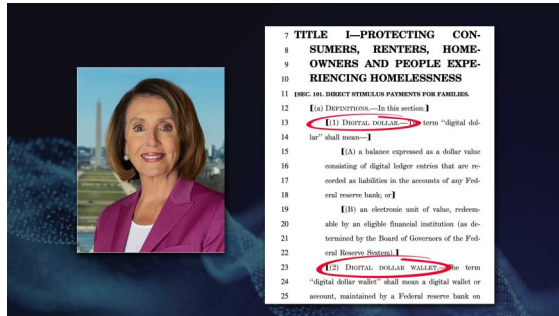 7 TITLE I—PROTECTING CON-
8 SUMERS, RENTERS, HOME-
9 OWNERS AND PEOPLE EXPE-
10 RIENCING HOMELESSNESS
11 [SEC. 101. DIRECT STIMULUS PAYMENTS FOR FAMILIES.
12 [(a) DEFINITIONS.—In this section:]
13 [(1) DIGITAL DOLLAR.—The term "digital dol-
14 lar" shall mean—]
15 [(A) a balance expressed as a dollar value
16 consisting of digital ledger entries that are re-
17 corded as liabilities in the accounts of any Fed-
18 eral reserve bank; or]
19 [(B) an electronic unit of value, redeem-
20 able by an eligible financial institution (as de-
21 termined by the Board of Governors of the Fed-
22 eral Reserve System).]
23 [(2) DIGITAL DOLLAR WALLET.—The term
24 "digital dollar wallet" shall mean a digital wallet or
25 account, maintained by a Federal reserve bank on